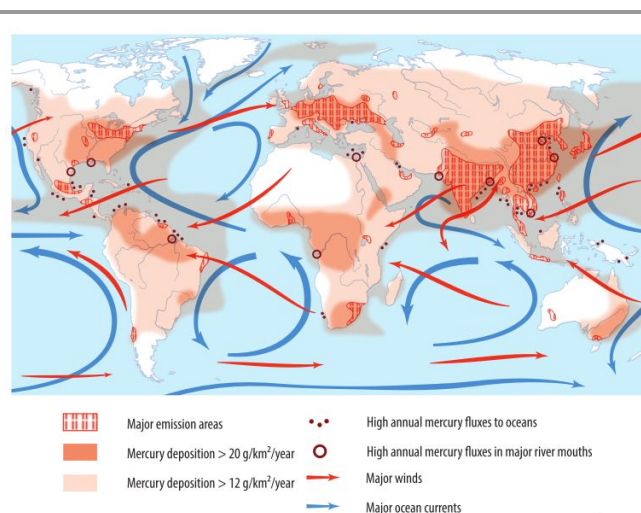 Major emission areas
Mercury deposition > 20 g/km²/year
Mercury deposition > 12 g/km²/year
High annual mercury fluxes to oceans
High annual mercury fluxes in major river mouths
Major winds
Major ocean currents